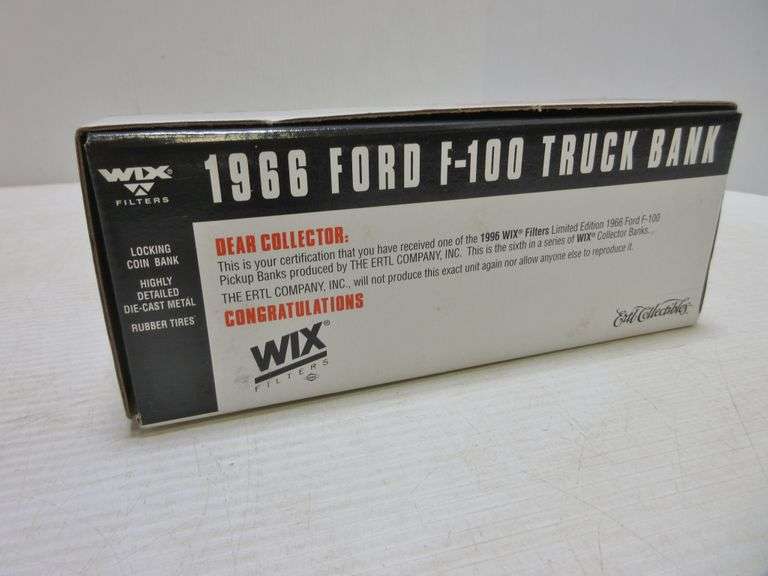 WIX®
FILTERS
1966 FORD F-100 TRUCK BANK
LOCKING
COIN BANK
HIGHLY
DETAILED
DIE-CAST METAL
RUBBER TIRES
DEAR COLLECTOR:
This is your certification that you have received one of the 1996 WIX® Filters Limited Edition 1966 Ford F-100
Pickup Banks produced by THE ERTL COMPANY, INC. This is the sixth in a series of WIX® Collector Banks...
THE ERTL COMPANY, INC., will not produce this exact unit again nor allow anyone else to reproduce it.
CONGRATULATIONS
WIX®
FILTERS
Ertl Collectibles